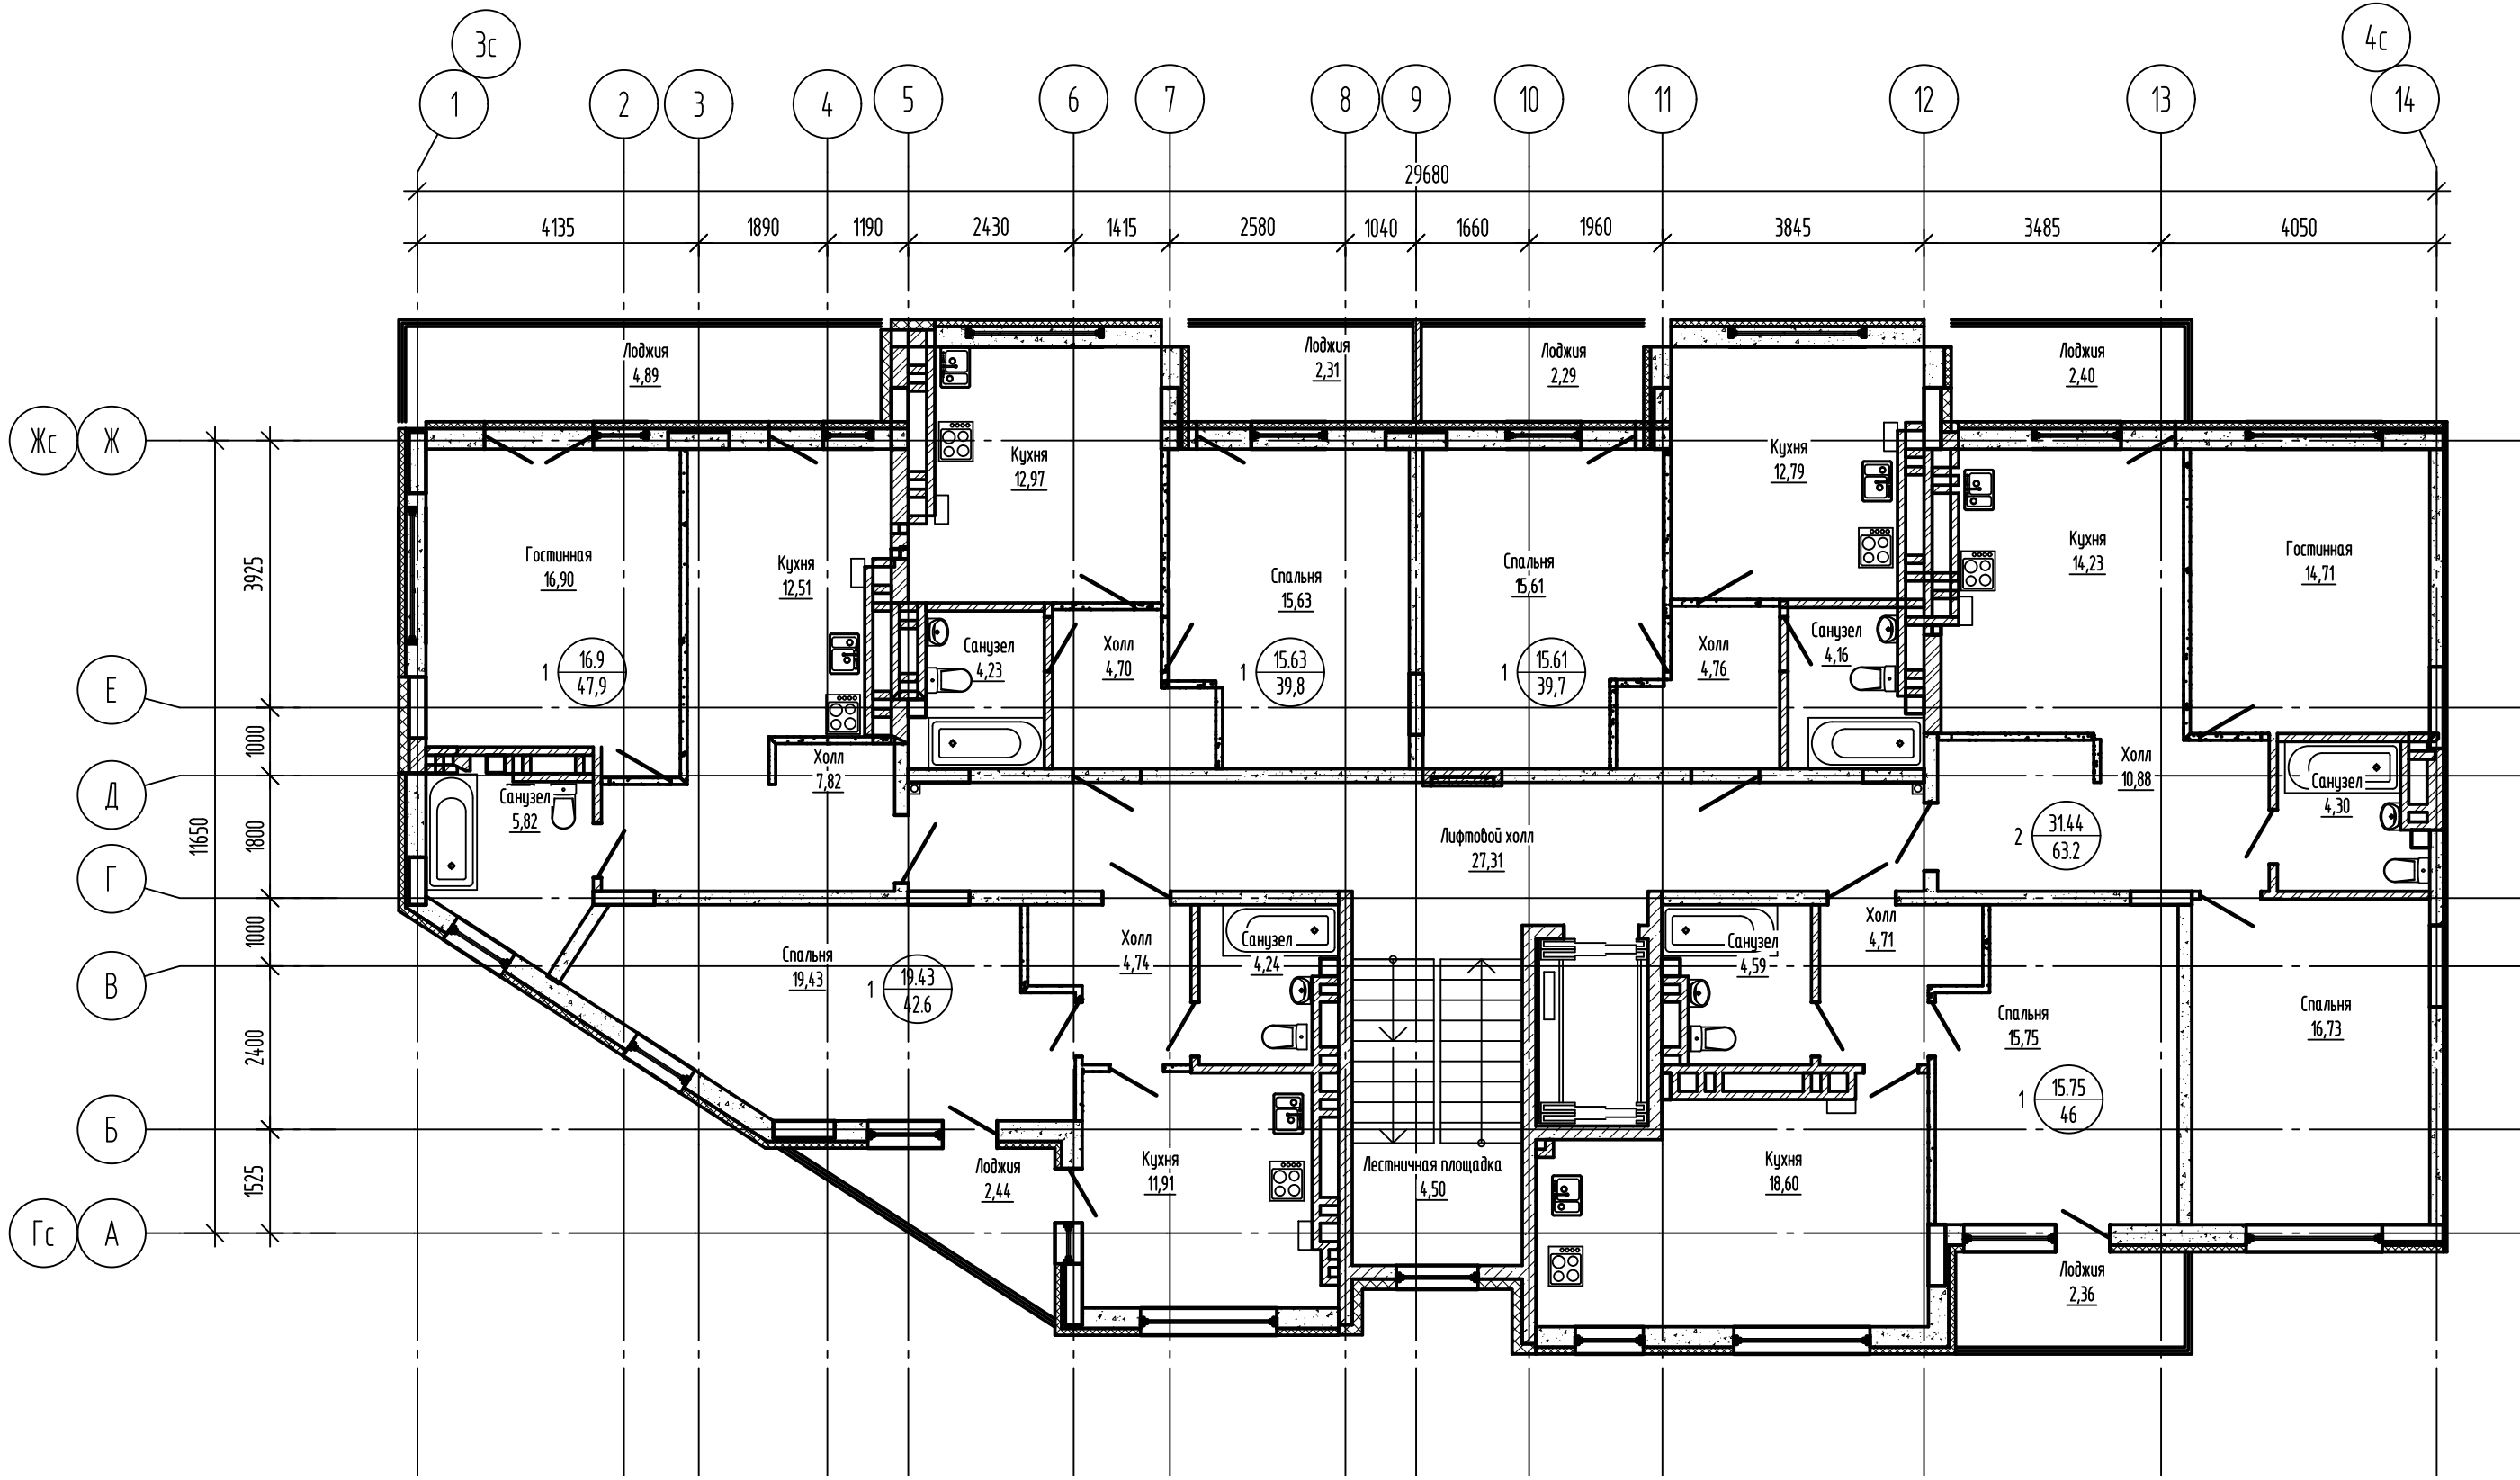 3с
4с
1
2
3
4
5
6
7
8
9
10
11
12
13
14
29680
4135
1890
1190
2430
1415
2580
1040
1660
1960
3845
3485
4050
Лоджия
4,89
Лоджия
2,31
Лоджия
2,29
Лоджия
2,40
Жс
Ж
Кухня
12,97
Кухня
12,79
Гостинная
16,90
Кухня
12,51
Спальня
15,63
Спальня
15,61
Кухня
14,23
Гостинная
14,71
3925
Санузел
4,23
Холл
4,70
Холл
4,76
Санузел
4,16
1
16.9
47,9
1
15.63
39,8
1
15.61
39,7
Е
1000
Д
Холл
7,82
Холл
10,88
Санузел
5,82
Санузел
4,30
11650
1800
Лифтовой холл
27,31
2
31.44
63.2
Г
1000
Холл
4,71
Холл
4,74
Санузел
4,24
Санузел
4,59
Спальня
19,43
1
19.43
42.6
В
2400
Спальня
15,75
Спальня
16,73
1
15.75
46
Б
1525
Лоджия
2,44
Кухня
11,91
Лестничная площадка
4,50
Кухня
18,60
Гс
А
Лоджия
2,36